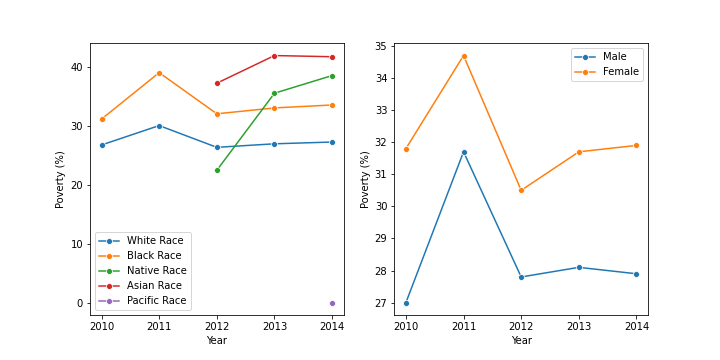 Poverty (%)
40
30
20
10
0
White Race
Black Race
Native Race
Asian Race
Pacific Race
2010 2011 2012 2013 2014
Year
Poverty (%)
35
34
33
32
31
30
29
28
27
Male
Female
2010 2011 2012 2013 2014
Year